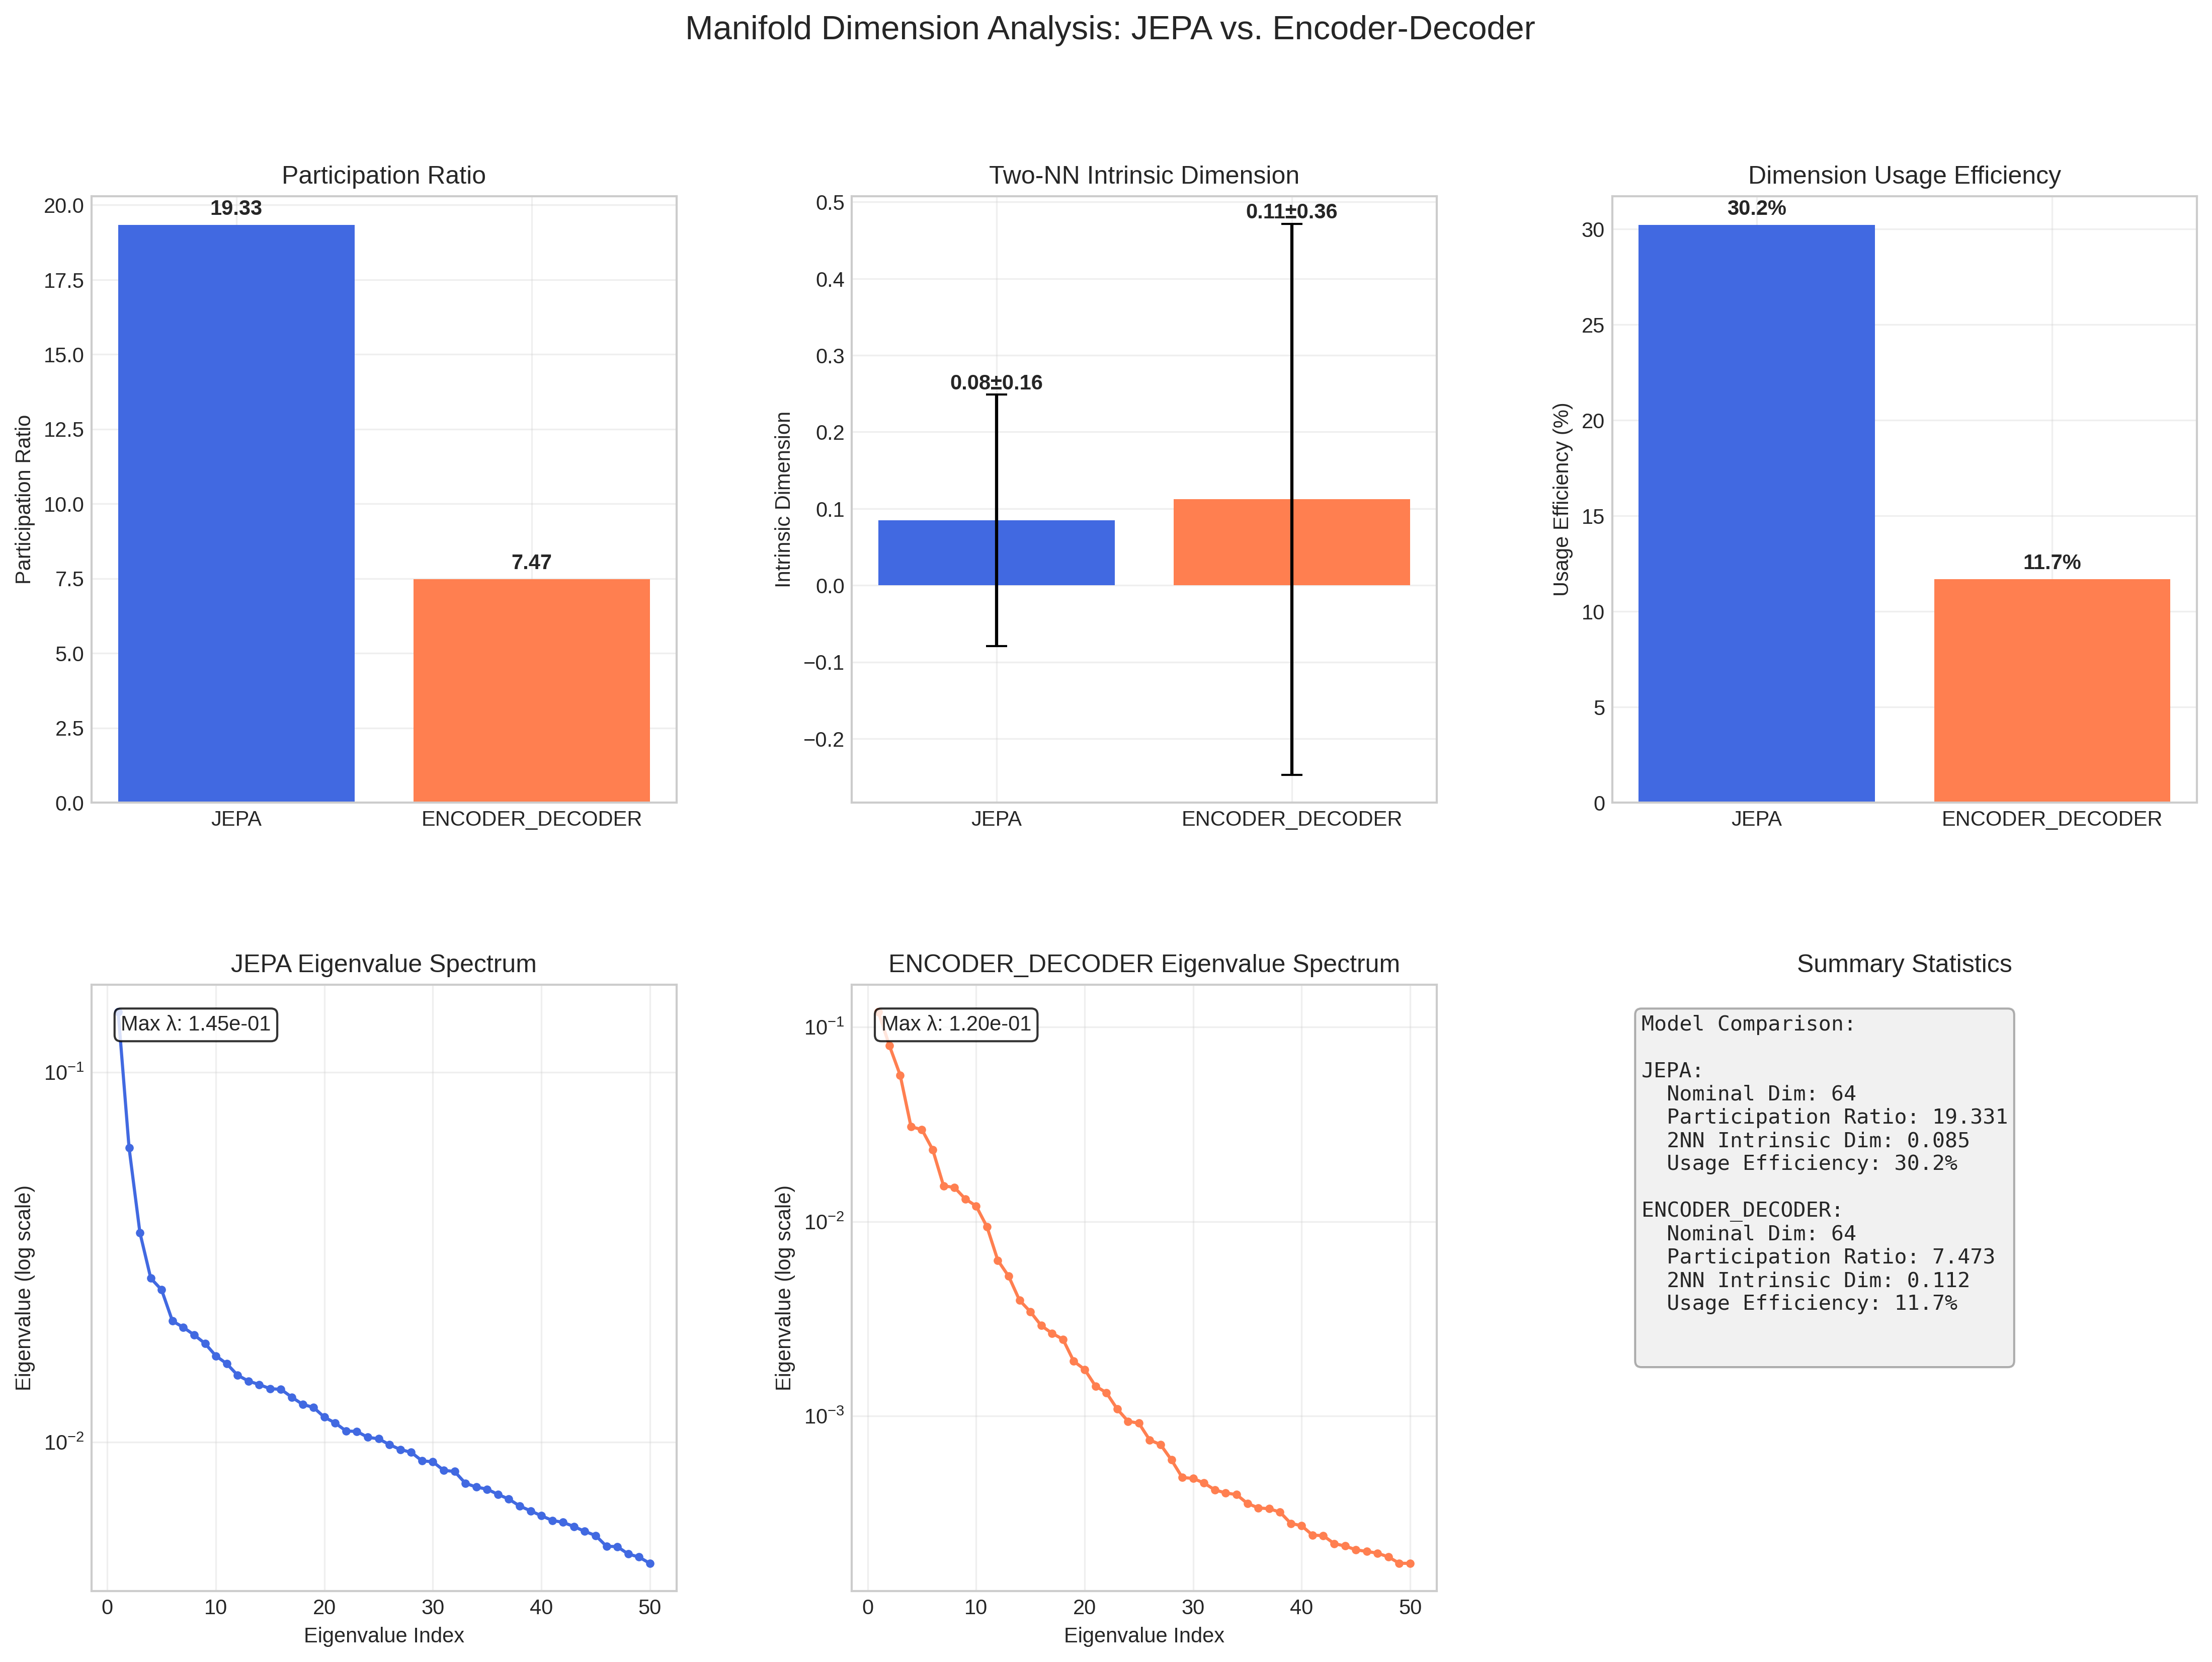 Manifold Dimension Analysis: JEPA vs. Encoder-Decoder
Participation Ratio
20.0
17.5
15.0
12.5
10.0
7.5
5.0
2.5
0.0
Participation Ratio
19.33
7.47
JEPA
ENCODER_DECODER
Two-NN Intrinsic Dimension
0.5
0.4
0.3
0.2
0.1
0.0
−0.1
−0.2
Intrinsic Dimension
0.08±0.16
0.11±0.36
JEPA
ENCODER_DECODER
Dimension Usage Efficiency
30
25
20
15
10
5
0
Usage Efficiency (%)
30.2%
11.7%
JEPA
ENCODER_DECODER
JEPA Eigenvalue Spectrum
Max λ: 1.45e-01
10⁻¹
10⁻²
Eigenvalue (log scale)
0 10 20 30 40 50
Eigenvalue Index
ENCODER_DECODER Eigenvalue Spectrum
Max λ: 1.20e-01
10⁻¹
10⁻²
10⁻³
Eigenvalue (log scale)
0 10 20 30 40 50
Eigenvalue Index
Summary Statistics
Model Comparison:
JEPA:
Nominal Dim: 64
Participation Ratio: 19.331
2NN Intrinsic Dim: 0.085
Usage Efficiency: 30.2%
ENCODER_DECODER:
Nominal Dim: 64
Participation Ratio: 7.473
2NN Intrinsic Dim: 0.112
Usage Efficiency: 11.7%